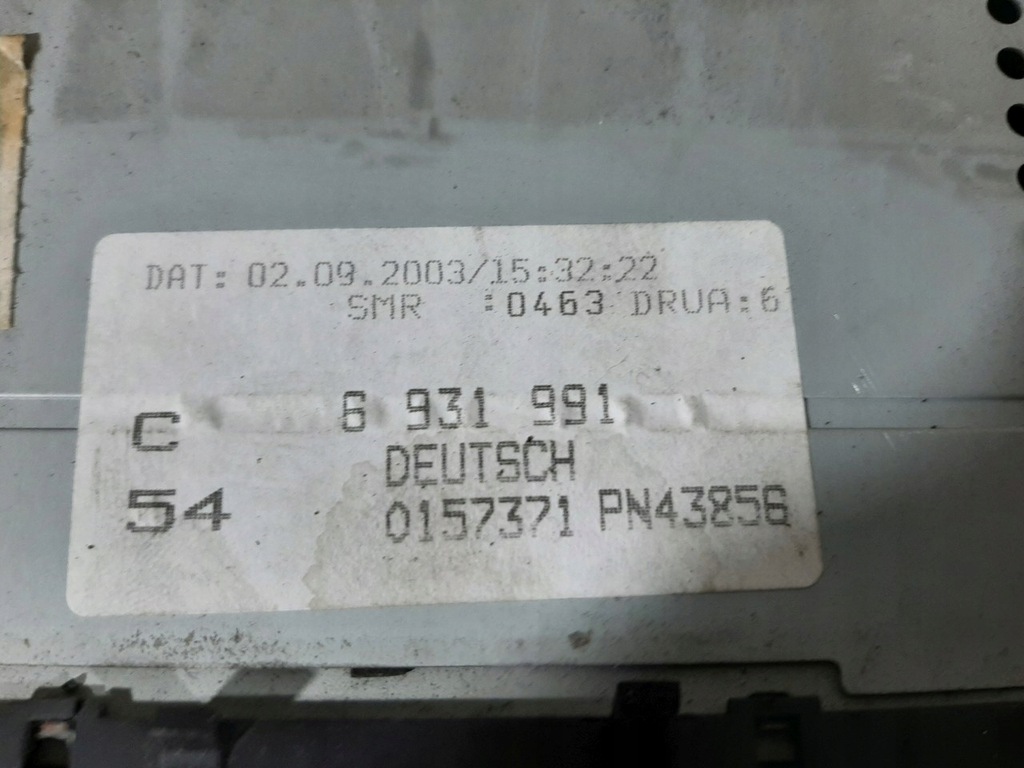 DAT: 02.09.2003/15:32:22
SMR :0463 DRUA:6
C 6 931 991
DEUTSCH
54 0157371 PN43856